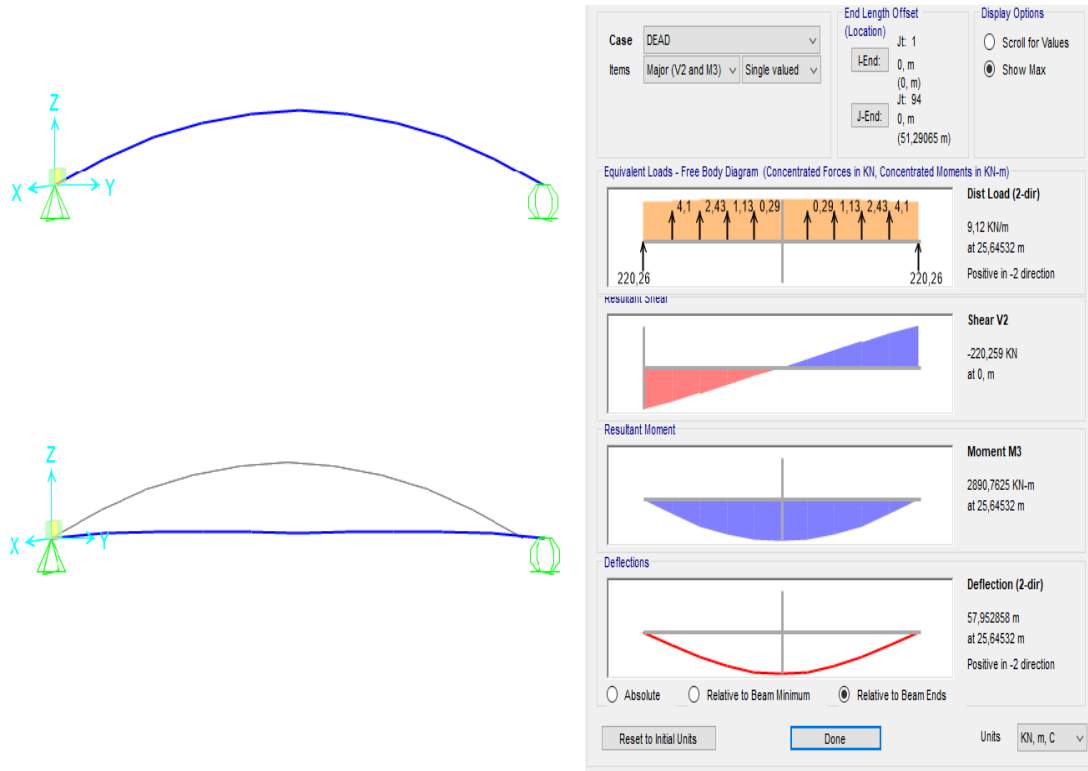 Z
X
Y
Z
X
Y
Case
DEAD
Items
Major (V2 and M3)
Single valued
End Length Offset
(Location)
Jt: 1
I-End:
0, m
(0, m)
Jt: 94
J-End:
0, m
(51,29065 m)
Display Options
Scroll for Values
Show Max
Equivalent Loads - Free Body Diagram (Concentrated Forces in KN, Concentrated Moments in KN-m)
4,1 2,43 1,13 0,29 0,29 1,13 2,43 4,1
220,26 220,26
Dist Load (2-dir)
9,12 KN/m
at 25,64532 m
Positive in -2 direction
Resultant Shear
Shear V2
-220,259 KN
at 0, m
Resultant Moment
Moment M3
2890,7625 KN-m
at 25,64532 m
Deflections
Deflection (2-dir)
57,952858 m
at 25,64532 m
Positive in -2 direction
Absolute Relative to Beam Minimum Relative to Beam Ends
Reset to Initial Units Done Units KN, m, C